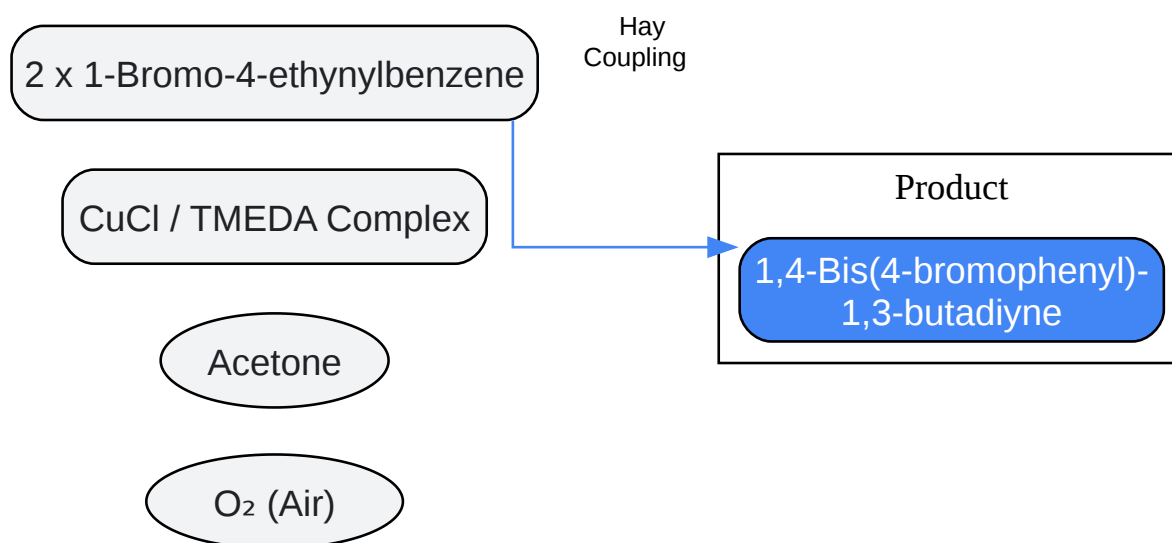 Hay
Coupling
2 x 1-Bromo-4-ethynylbenzene
CuCl / TMEDA Complex
Acetone
O₂ (Air)
Product
1,4-Bis(4-bromophenyl)-
1,3-butadiyne